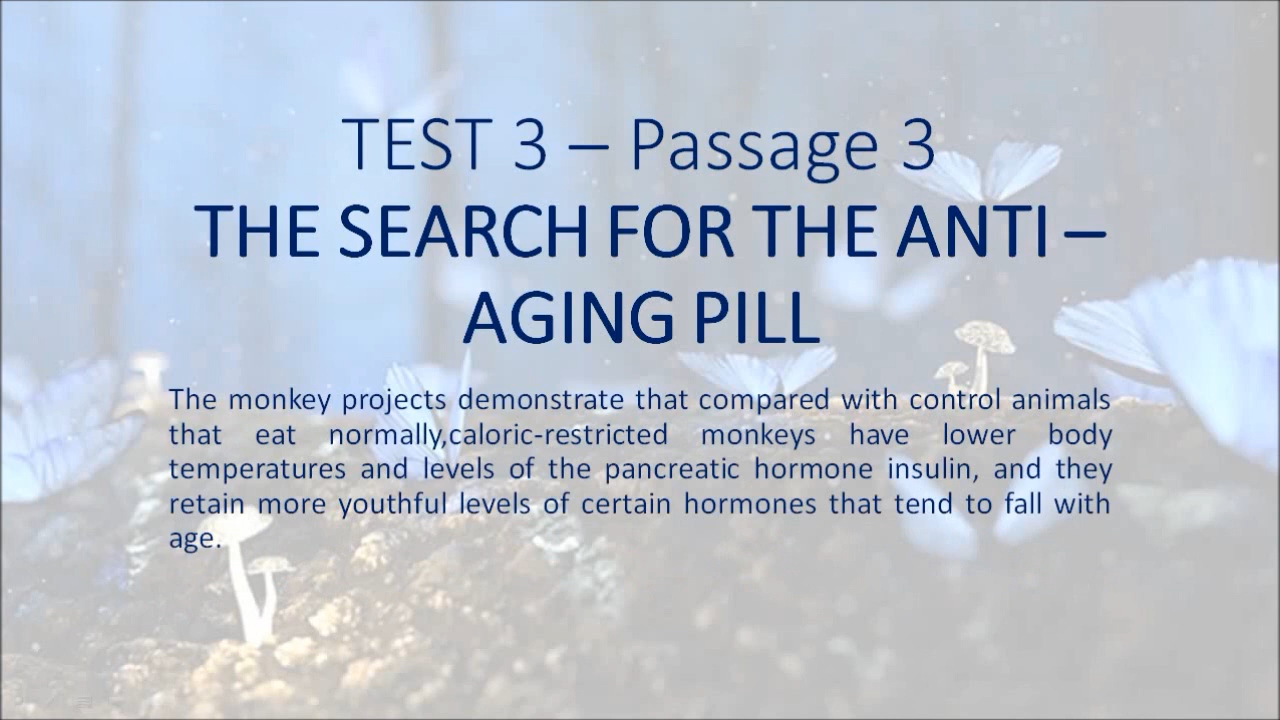 TEST 3 – Passage 3
THE SEARCH FOR THE ANTI –
AGING PILL
The monkey projects demonstrate that compared with control animals
that eat normally,caloric-restricted monkeys have lower body
temperatures and levels of the pancreatic hormone insulin, and they
retain more youthful levels of certain hormones that tend to fall with
age.